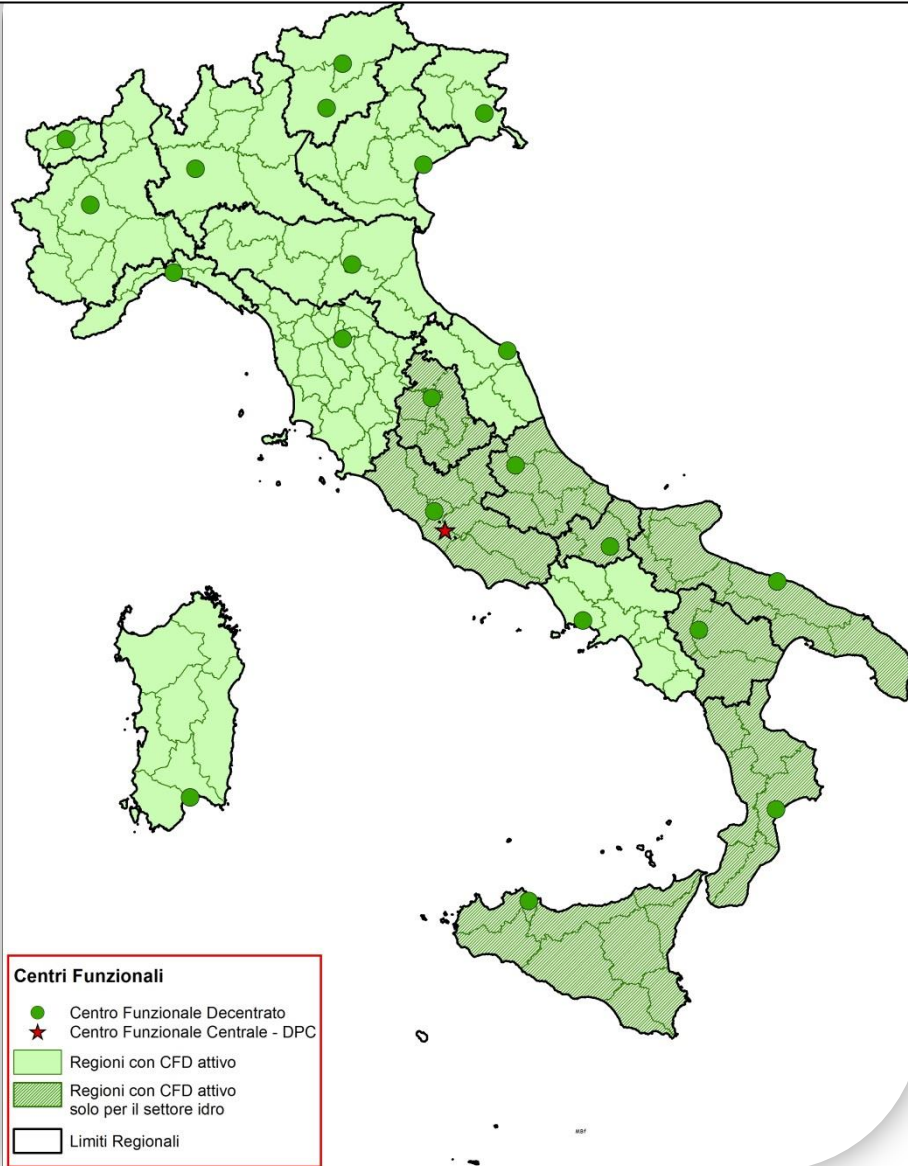 Centri Funzionali
Centro Funzionale Decentrato
Centro Funzionale Centrale - DPC
Regioni con CFD attivo
Regioni con CFD attivo
solo per il settore idro
Limiti Regionali